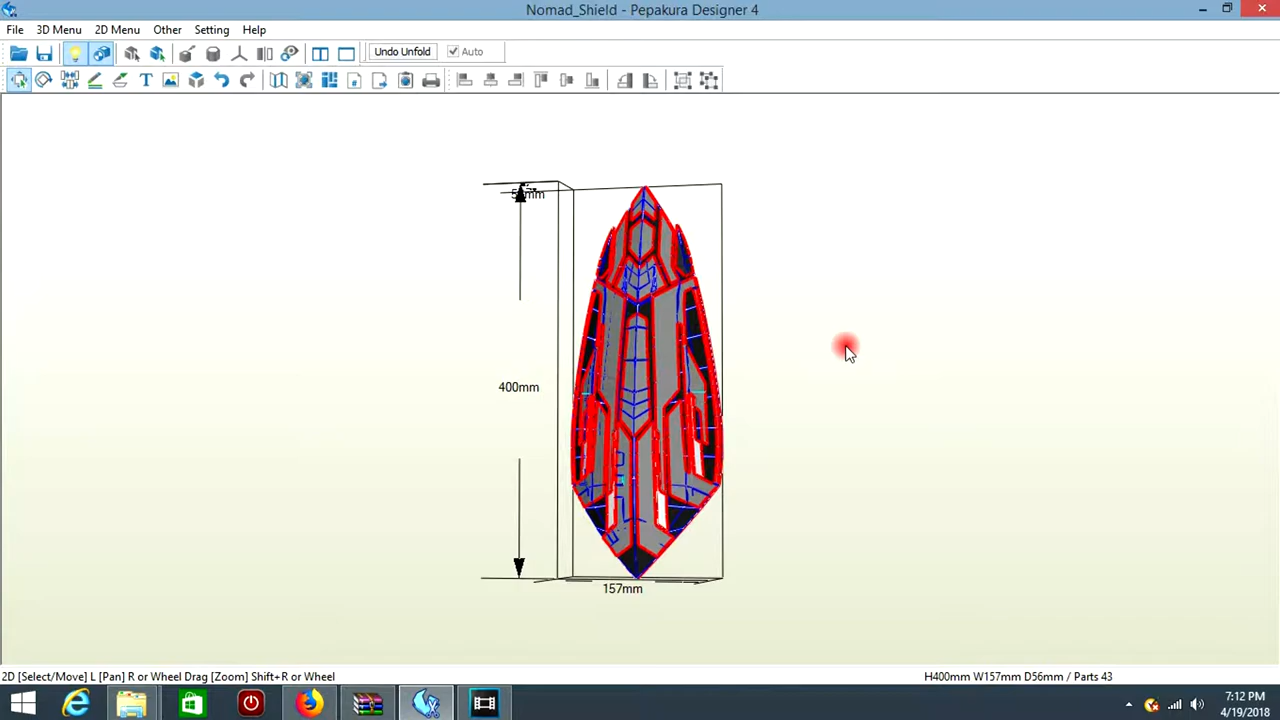 Nomad_Shield - Pepakura Designer 4
File 3D Menu 2D Menu Other Setting Help
Undo Unfold Auto
400mm
157mm
2D [Select/Move] L [Pan] R or Wheel Drag [Zoom] Shift+R or Wheel
H400mm W157mm D56mm / Parts 43
7:12 PM
4/19/2018